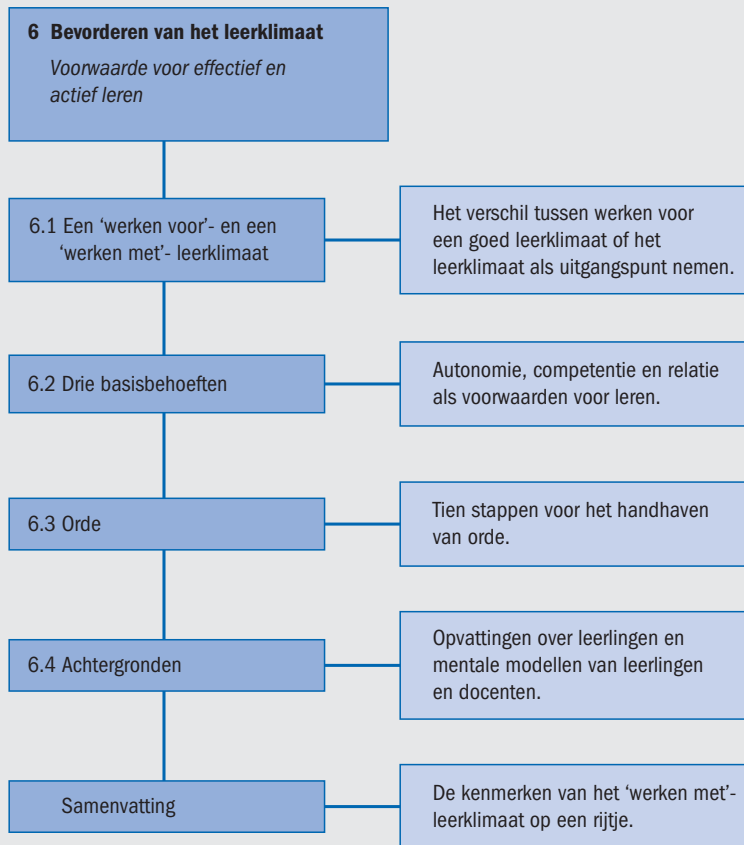 6 Bevorderen van het leerklimaat
Voorwaarde voor effectief en
actief leren
6.1 Een ‘werken voor’- en een
‘werken met’- leerklimaat
Het verschil tussen werken voor
een goed leerklimaat of het
leerklimaat als uitgangspunt nemen.
6.2 Drie basisbehoeften
Autonomie, competentie en relatie
als voorwaarden voor leren.
6.3 Orde
Tien stappen voor het handhaven
van orde.
6.4 Achtergronden
Opvattingen over leerlingen en
mentale modellen van leerlingen
en docenten.
Samenvatting
De kenmerken van het ‘werken met’-
leerklimaat op een rijtje.